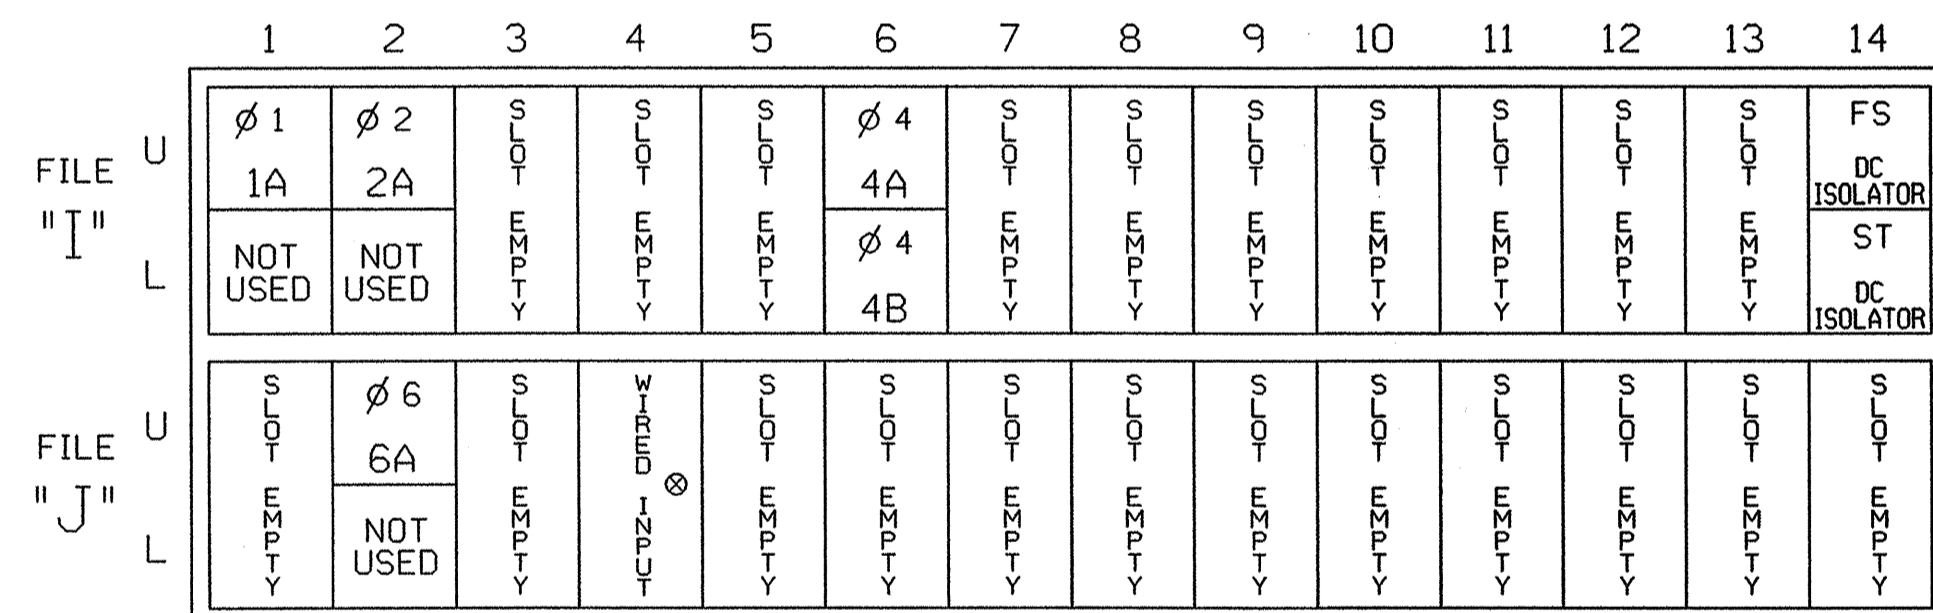 1 2 3 4 5 6 7 8 9 10 11 12 13 14
FILE "I"
U
L
Ø 1
1A
NOT USED
Ø 2
2A
NOT USED
SLOT EMPTY
SLOT EMPTY
SLOT EMPTY
Ø 4
4A
Ø 4
4B
SLOT EMPTY
SLOT EMPTY
SLOT EMPTY
SLOT EMPTY
SLOT EMPTY
SLOT EMPTY
SLOT EMPTY
FS
DC
ISOLATOR
ST
DC
ISOLATOR
FILE "J"
U
L
SLOT EMPTY
Ø 6
6A
NOT USED
SLOT EMPTY
WIRED INPUT
⊗
SLOT EMPTY
SLOT EMPTY
SLOT EMPTY
SLOT EMPTY
SLOT EMPTY
SLOT EMPTY
SLOT EMPTY
SLOT EMPTY
SLOT EMPTY
SLOT EMPTY